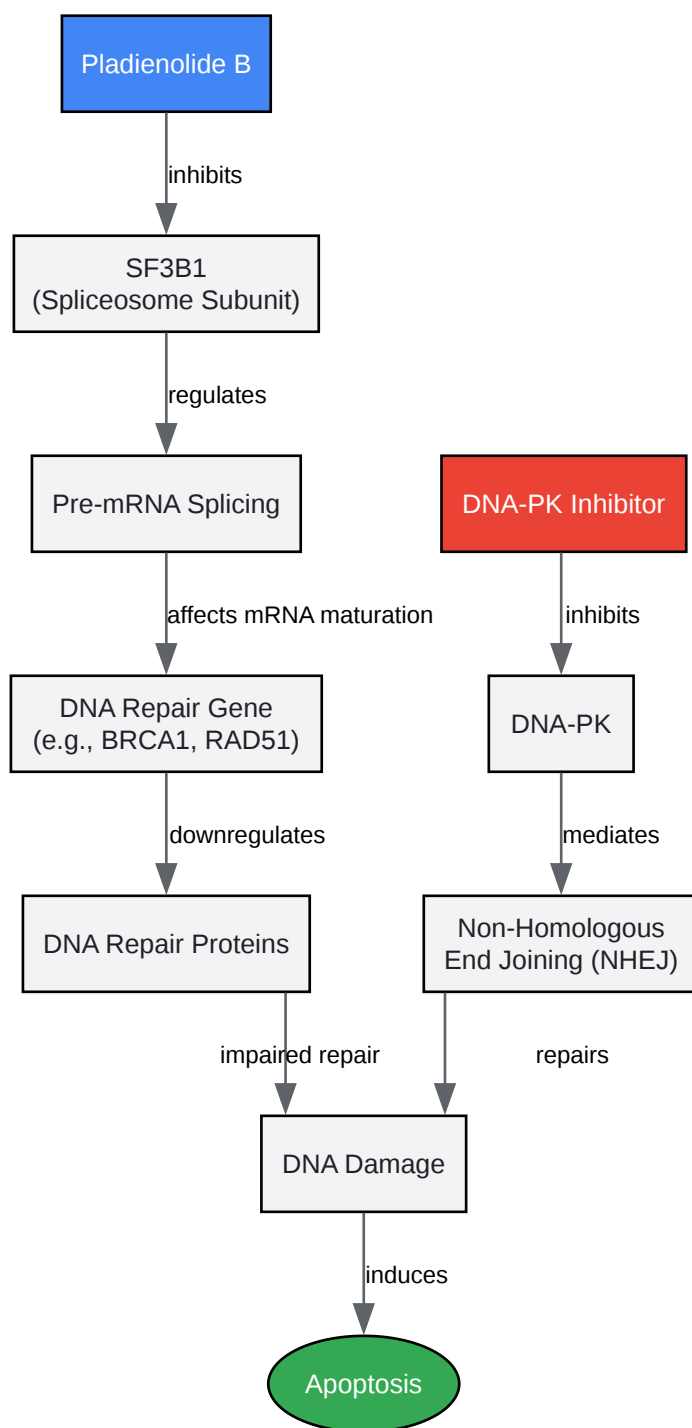 Pladienolide B
inhibits
SF3B1
(Spliceosome Subunit)
regulates
Pre-mRNA Splicing
DNA-PK Inhibitor
affects mRNA maturation
inhibits
DNA Repair Gene
(e.g., BRCA1, RAD51)
DNA-PK
downregulates
mediates
DNA Repair Proteins
Non-Homologous
End Joining (NHEJ)
impaired repair
repairs
DNA Damage
induces
Apoptosis